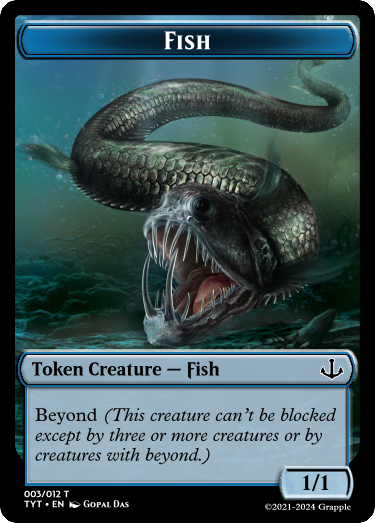 Fish
Token Creature — Fish
Beyond (This creature can't be blocked
except by three or more creatures or by
creatures with beyond.)
1/1
003/012 T
TYT • EN Gopal Das
©2021-2024 Grapple